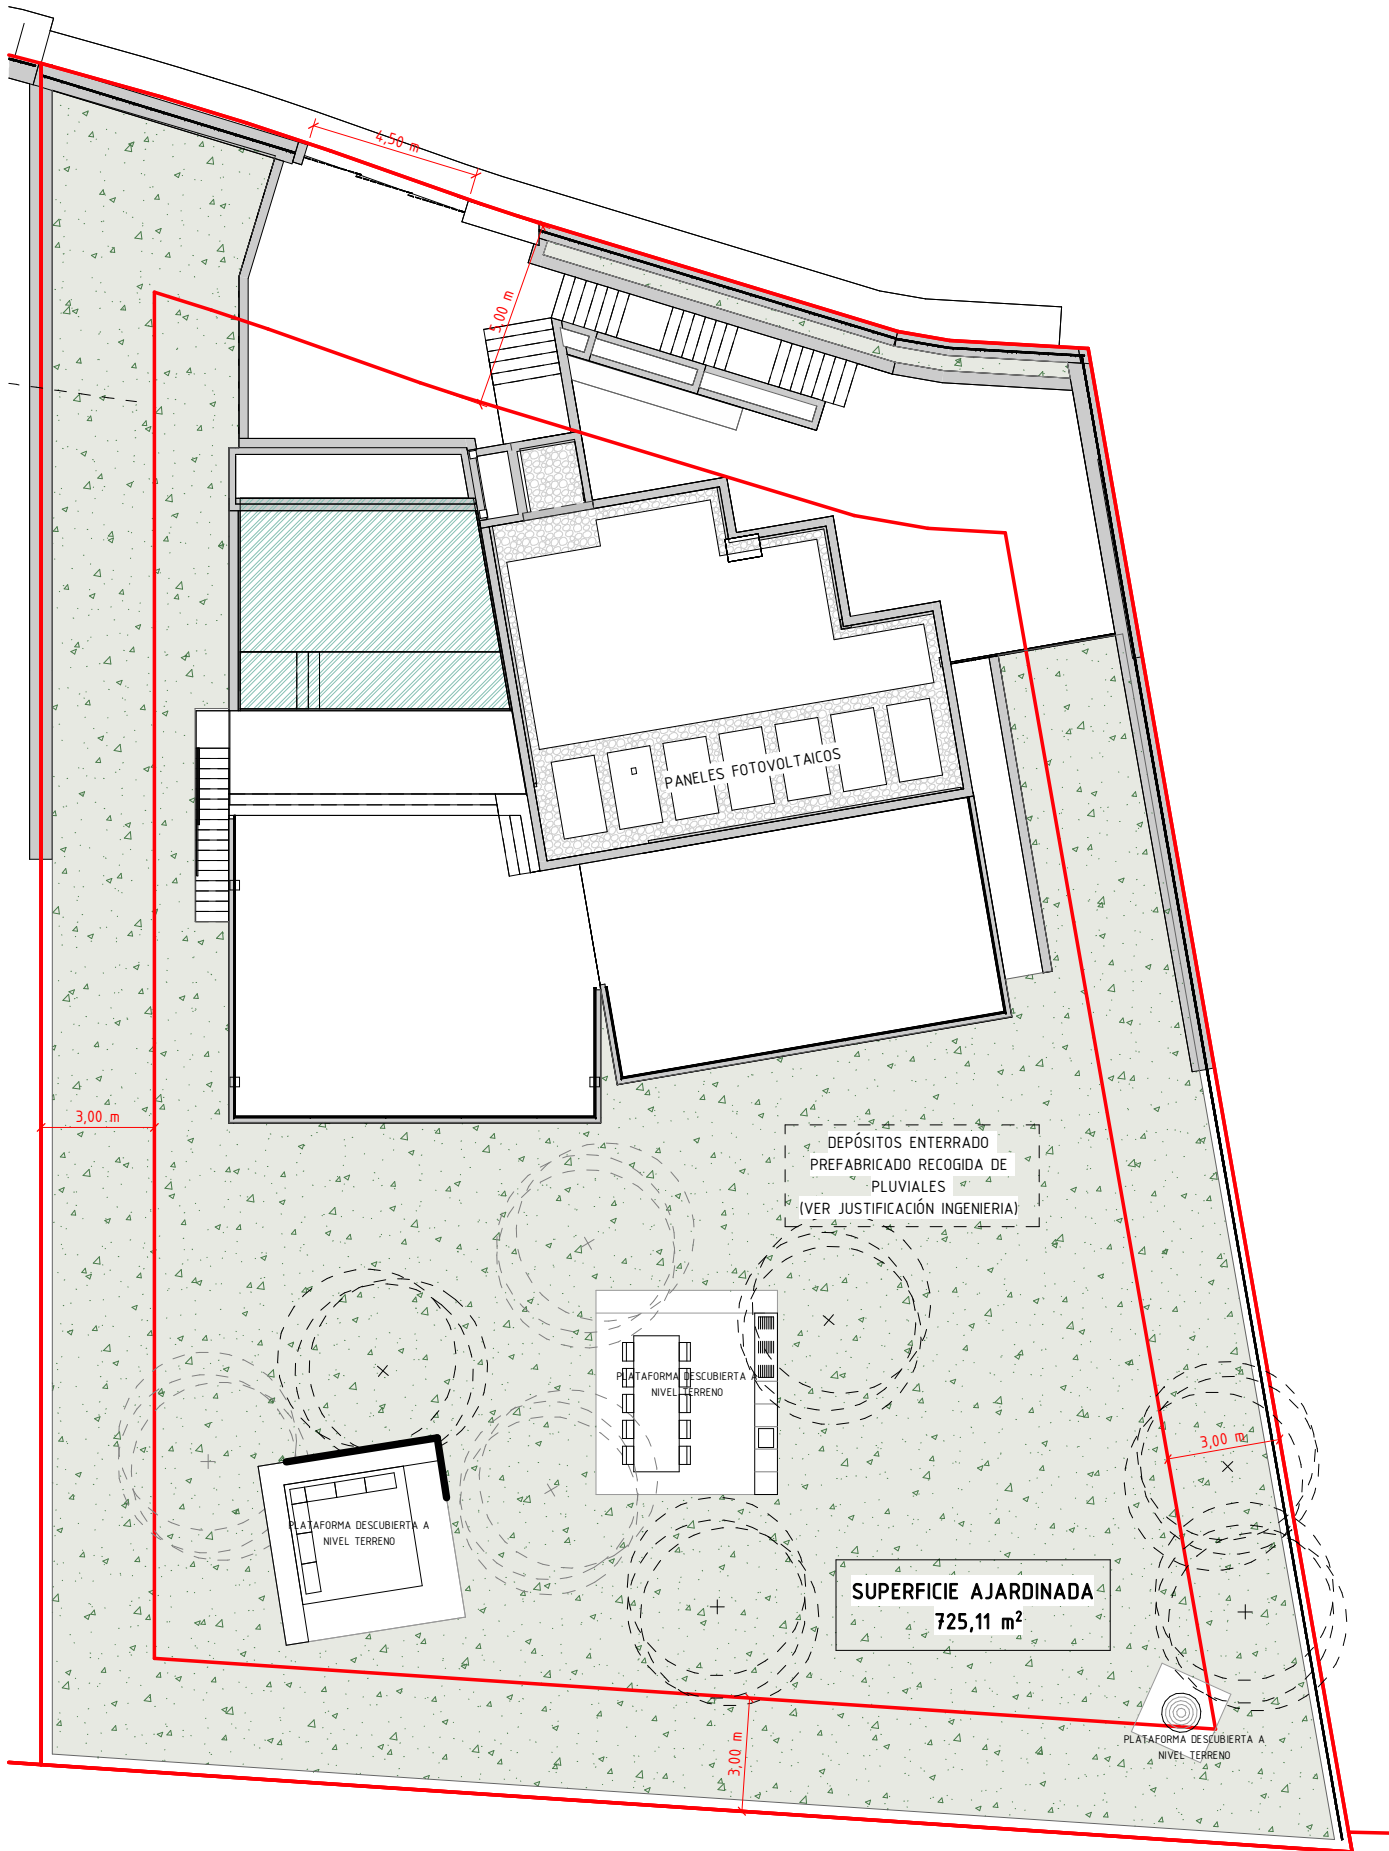 4,50 m
5,00 m
PANELES FOTOVOLTAICOS
3,00 m
DEPÓSITOS ENTERRADO
PREFABRICADO RECOGIDA DE
PLUVIALES
(VER JUSTIFICACIÓN INGENIERIA)
PLATAFORMA DESCUBIERTA A
NIVEL TERRENO
3,00 m
PLATAFORMA DESCUBIERTA A
NIVEL TERRENO
SUPERFICIE AJARDINADA
725,11 m²
3,00 m
PLATAFORMA DESCUBIERTA A
NIVEL TERRENO